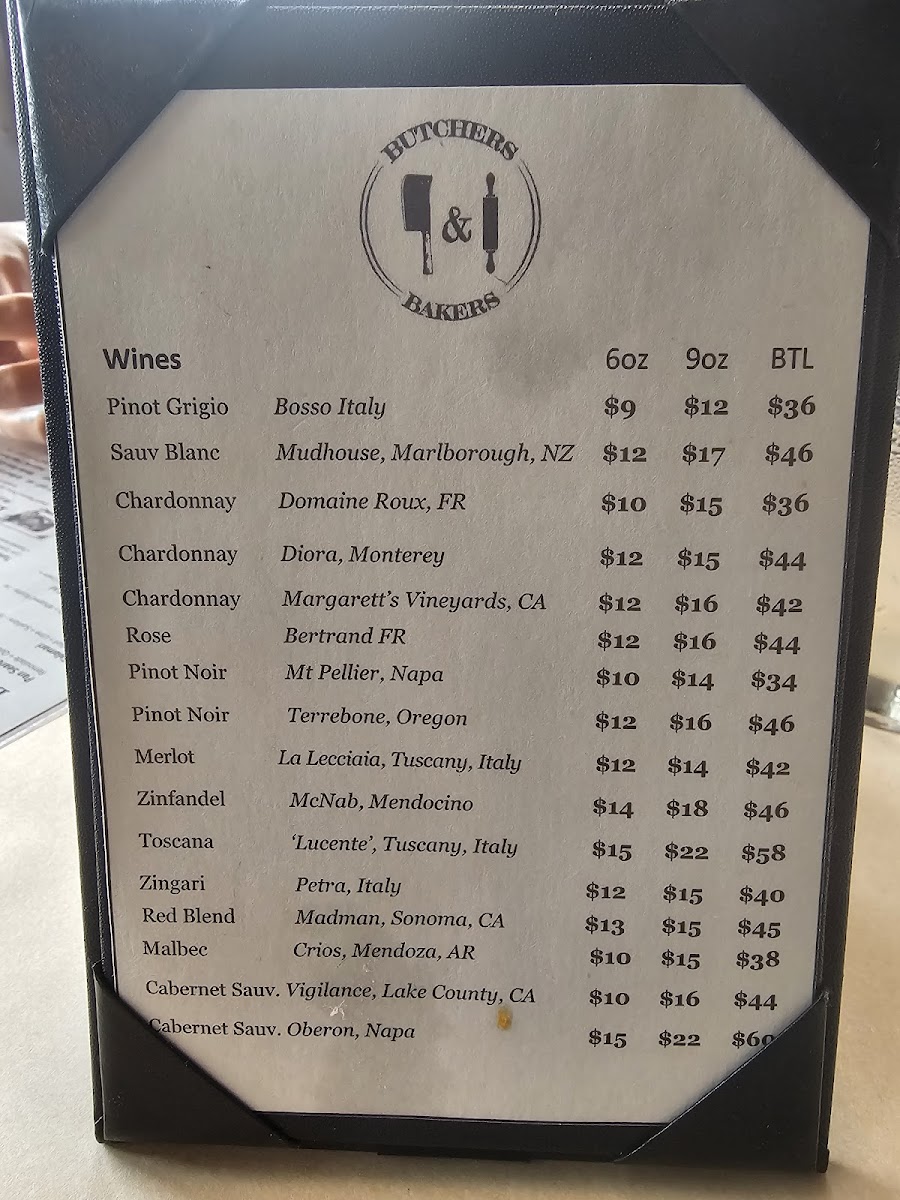 BUTCHERS
&
BAKERS
Wines 6oz 9oz BTL
Pinot Grigio Bosso Italy $9 $12 $36
Sauv Blanc Mudhouse, Marlborough, NZ $12 $17 $46
Chardonnay Domaine Roux, FR $10 $15 $36
Chardonnay Diora, Monterey $12 $15 $44
Chardonnay Margarett's Vineyards, CA $12 $16 $42
Rose Bertrand FR $12 $16 $44
Pinot Noir Mt Pellier, Napa $10 $14 $34
Pinot Noir Terrebone, Oregon $12 $16 $46
Merlot La Lecciaia, Tuscany, Italy $12 $14 $42
Zinfandel McNab, Mendocino $14 $18 $46
Toscana 'Lucente', Tuscany, Italy $15 $22 $58
Zingari Petra, Italy $12 $15 $40
Red Blend Madman, Sonoma, CA $13 $15 $45
Malbec Crios, Mendoza, AR $10 $15 $38
Cabernet Sauv. Vigilance, Lake County, CA $10 $16 $44
Cabernet Sauv. Oberon, Napa $15 $22 $60